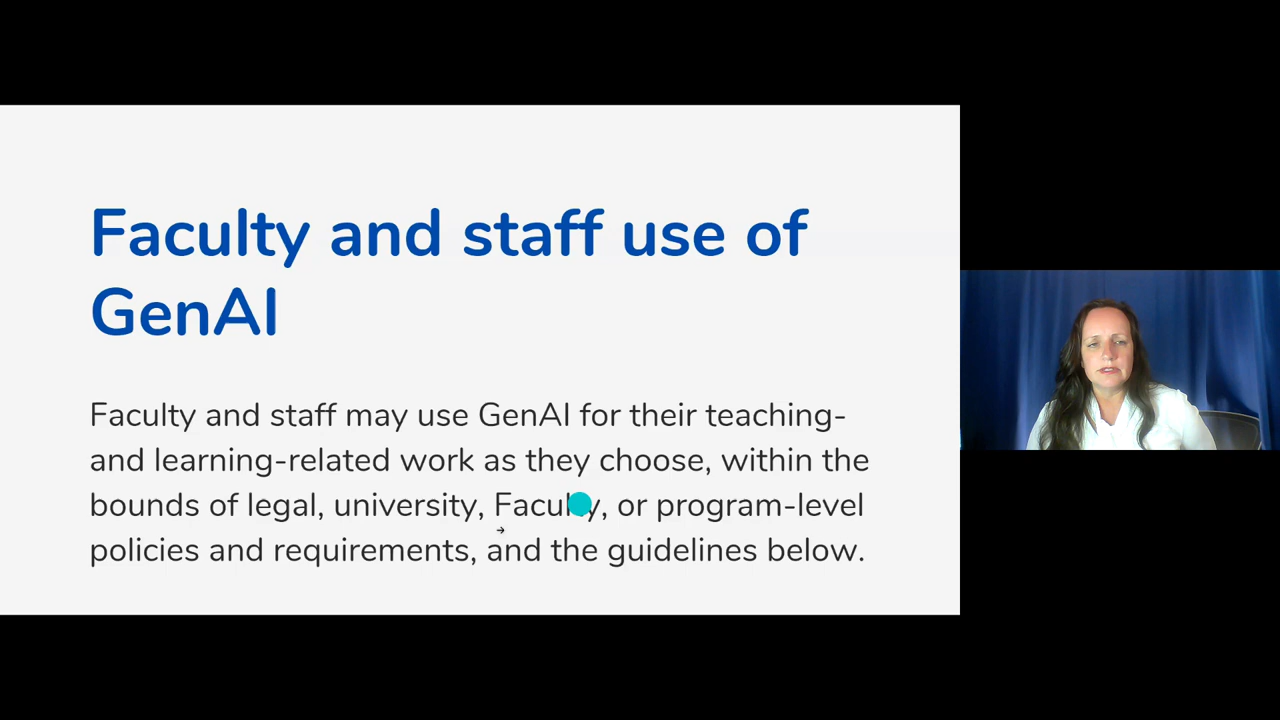 Faculty and staff use of
GenAI
Faculty and staff may use GenAI for their teaching-
and learning-related work as they choose, within the
bounds of legal, university, Faculty, or program-level
policies and requirements, and the guidelines below.